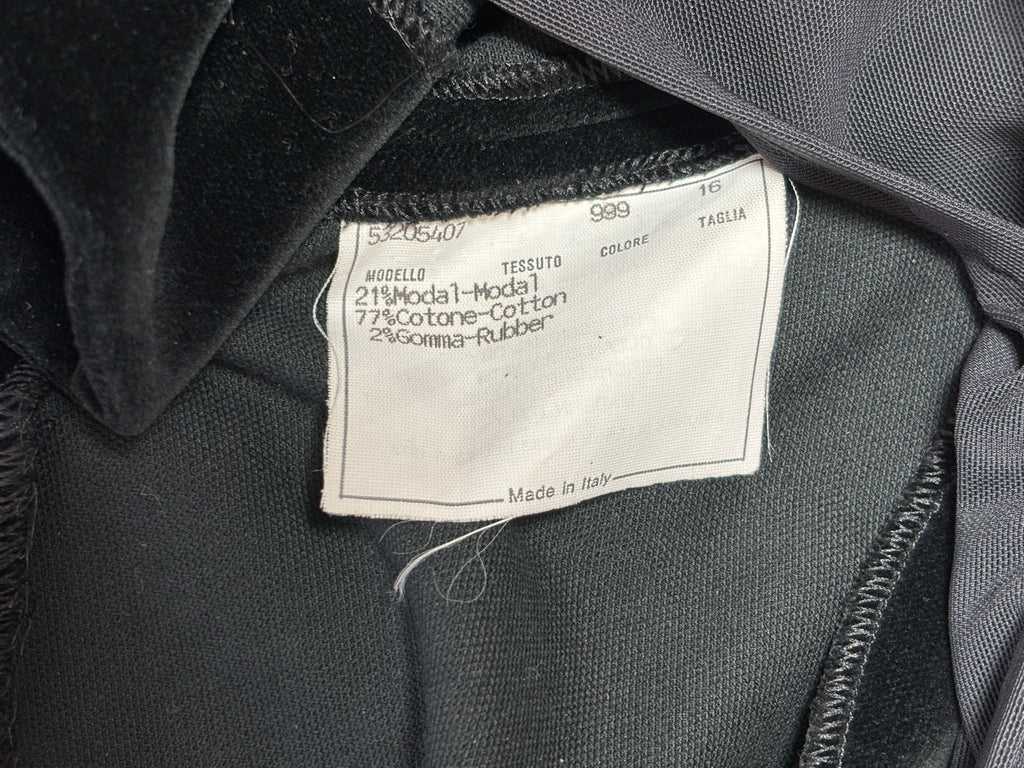 53205407 999 16
MODELLO TESSUTO COLORE TAGLIA
21%Modal-Modal
77%Cotone-Cotton
2%Gomma-Rubber
Made in Italy